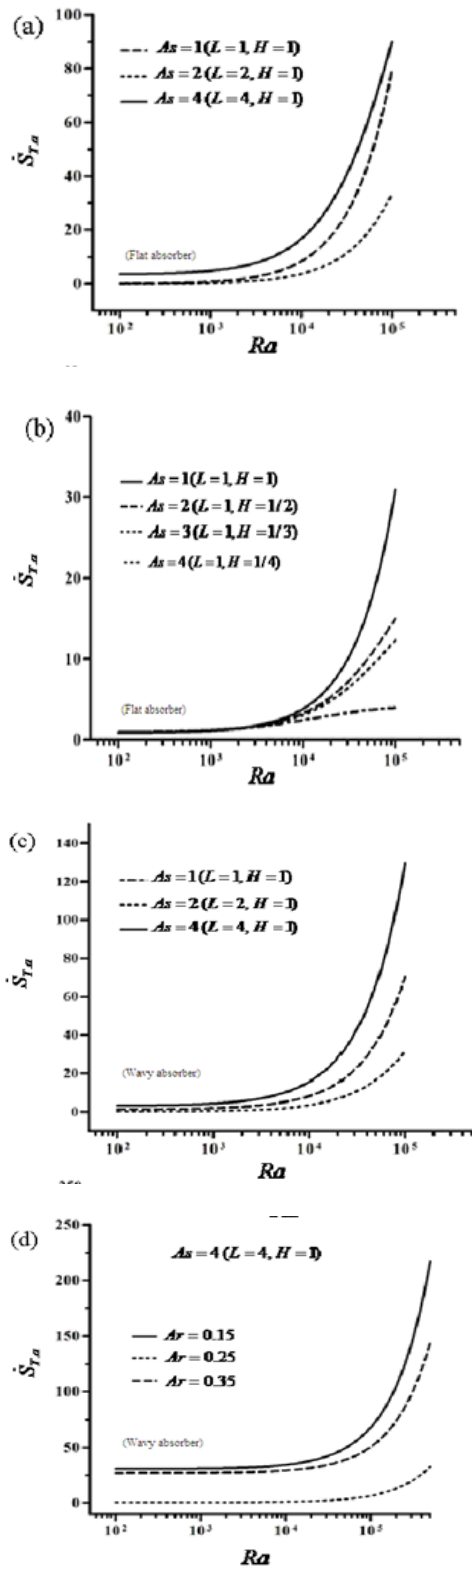 (a)
As=1(L=1,H=1)
As=2(L=2,H=1)
As=4(L=4,H=1)
100
80
60
40
20
0
Ṡ_T,a
(Flat absorber)
10² 10³ 10⁴ 10⁵
Ra
(b)
40
30
20
10
0
As=1(L=1,H=1)
As=2(L=1,H=1/2)
As=3(L=1,H=1/3)
As=4(L=1,H=1/4)
Ṡ_T,a
(Flat absorber)
10² 10³ 10⁴ 10⁵
Ra
(c)
140
120
100
80
60
40
20
0
As=1(L=1,H=1)
As=2(L=2,H=1)
As=4(L=4,H=1)
Ṡ_T,a
(Wavy absorber)
10² 10³ 10⁴ 10⁵
Ra
(d)
250
200
150
100
50
0
As=4(L=4,H=1)
Ar=0.15
Ar=0.25
Ar=0.35
Ṡ_T,a
(Wavy absorber)
10² 10³ 10⁴ 10⁵
Ra